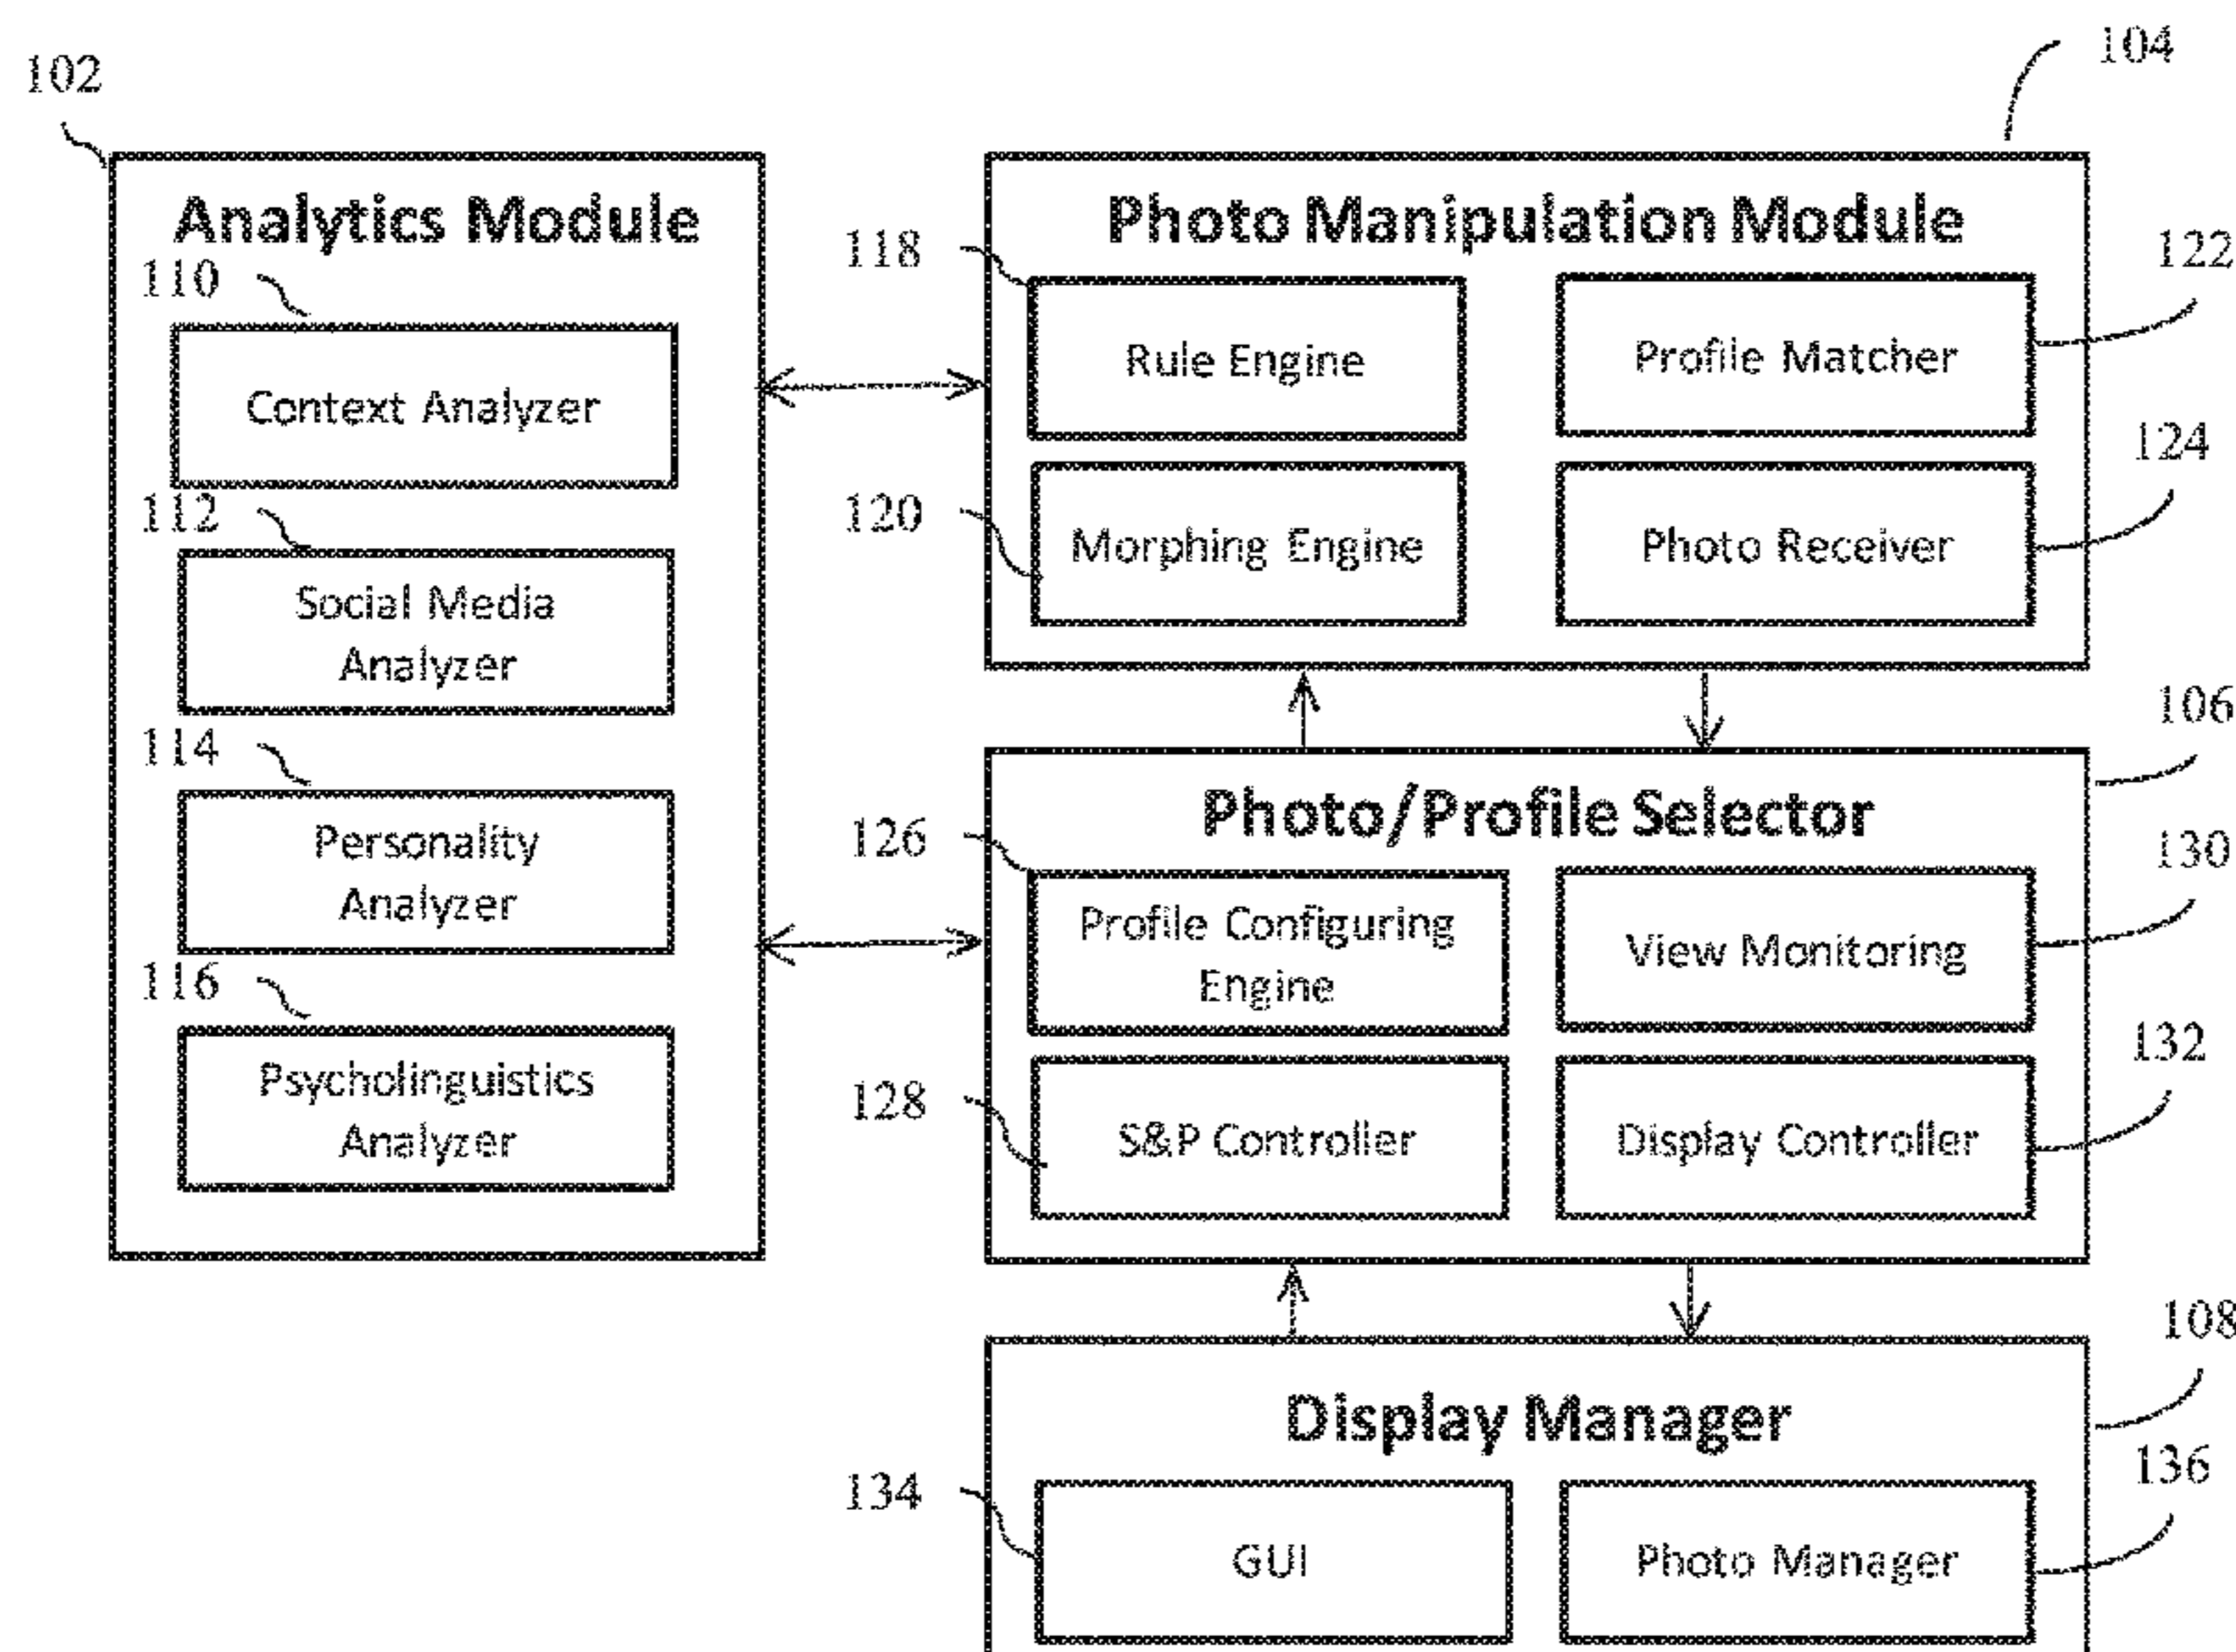 102
104
Analytics Module
110
Context Analyzer
112
Social Media
Analyzer
114
Personality
Analyzer
116
Psycholinguistics
Analyzer
Photo Manipulation Module
118
Rule Engine
Profile Matcher
122
120
Morphing Engine
Photo Receiver
124
106
Photo/Profile Selector
126
Profile Configuring
Engine
View Monitoring
130
128
S&P Controller
Display Controller
132
108
Display Manager
134
GUI
Photo Manager
136